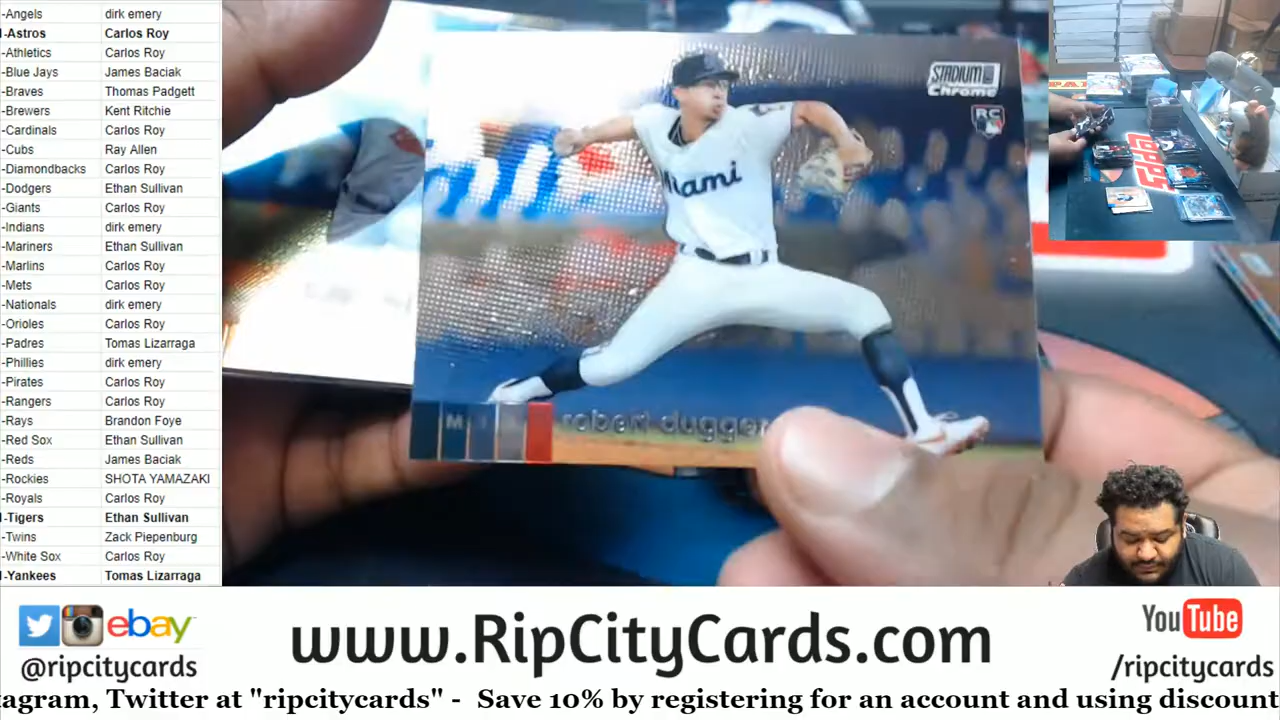 -Angels dirk emery
-Astros Carlos Roy
-Athletics Carlos Roy
-Blue Jays James Baciak
-Braves Thomas Padgett
-Brewers Kent Ritchie
-Cardinals Carlos Roy
-Cubs Ray Allen
-Diamondbacks Carlos Roy
-Dodgers Ethan Sullivan
-Giants Carlos Roy
-Indians dirk emery
-Mariners Ethan Sullivan
-Marlins Carlos Roy
-Mets Carlos Roy
-Nationals dirk emery
-Orioles Carlos Roy
-Padres Tomas Lizarraga
-Phillies dirk emery
-Pirates Carlos Roy
-Rangers Carlos Roy
-Rays Brandon Foye
-Red Sox Ethan Sullivan
-Reds James Baciak
-Rockies SHOTA YAMAZAKI
-Royals Carlos Roy
-Tigers Ethan Sullivan
-Twins Zack Piepenburg
-White Sox Carlos Roy
-Yankees Tomas Lizarraga
STADIUM
Chrome
RC
Miami
robert dugger
ebay
@ripcitycards
www.RipCityCards.com
YouTube
/ripcitycards
tagram, Twitter at "ripcitycards" - Save 10% by registering for an account and using discount